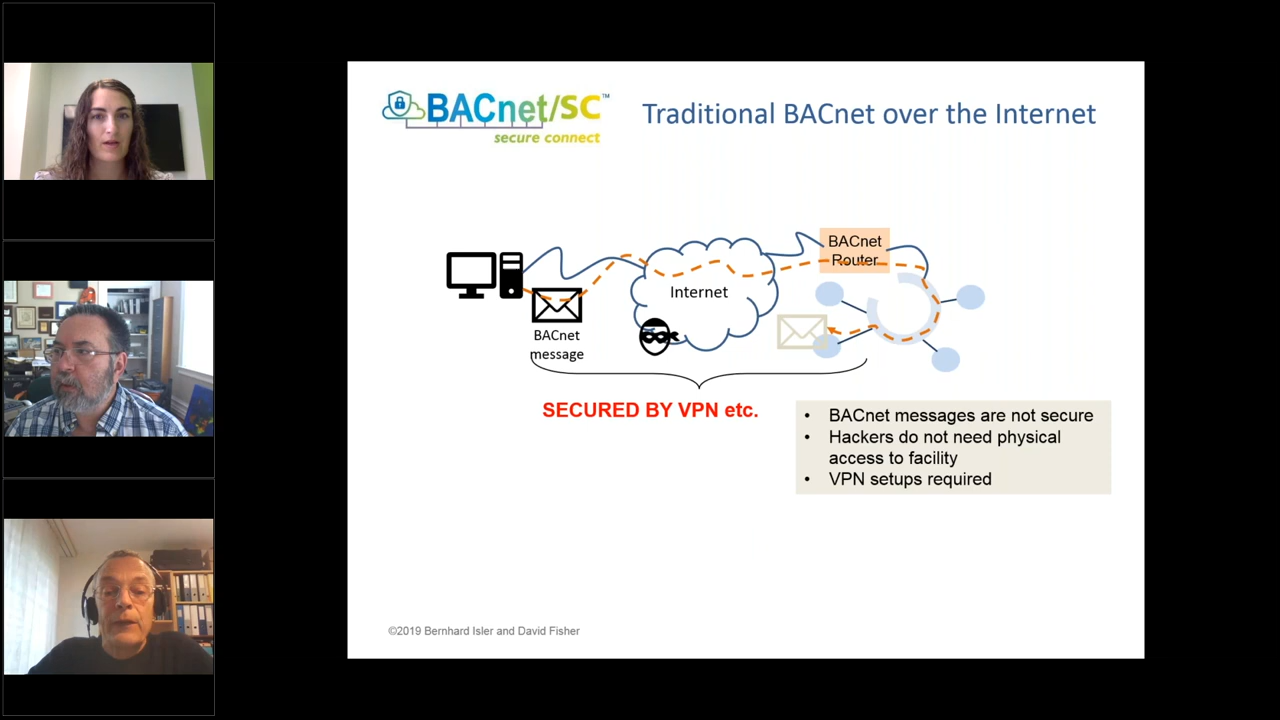 BACnet/SC™
secure connect
Traditional BACnet over the Internet
BACnet
Router
Internet
BACnet
message
SECURED BY VPN etc.
• BACnet messages are not secure
• Hackers do not need physical
access to facility
• VPN setups required
©2019 Bernhard Isler and David Fisher